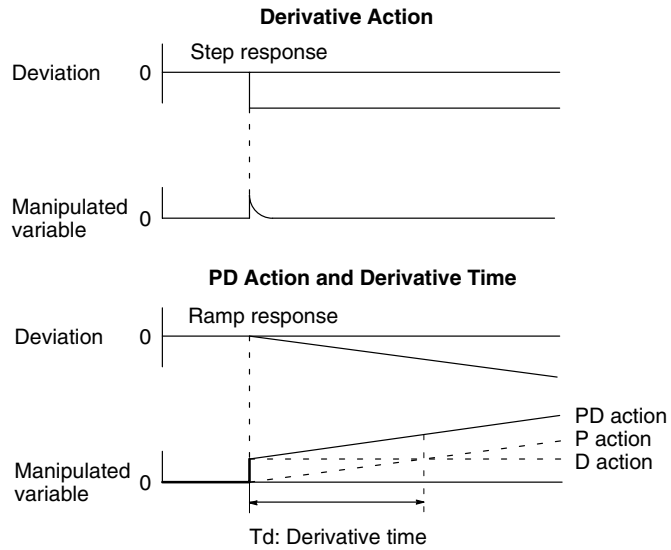 Derivative Action
Step response
Deviation 0
Manipulated
variable 0
PD Action and Derivative Time
Ramp response
Deviation 0
PD action
P action
D action
Manipulated
variable 0
Td: Derivative time